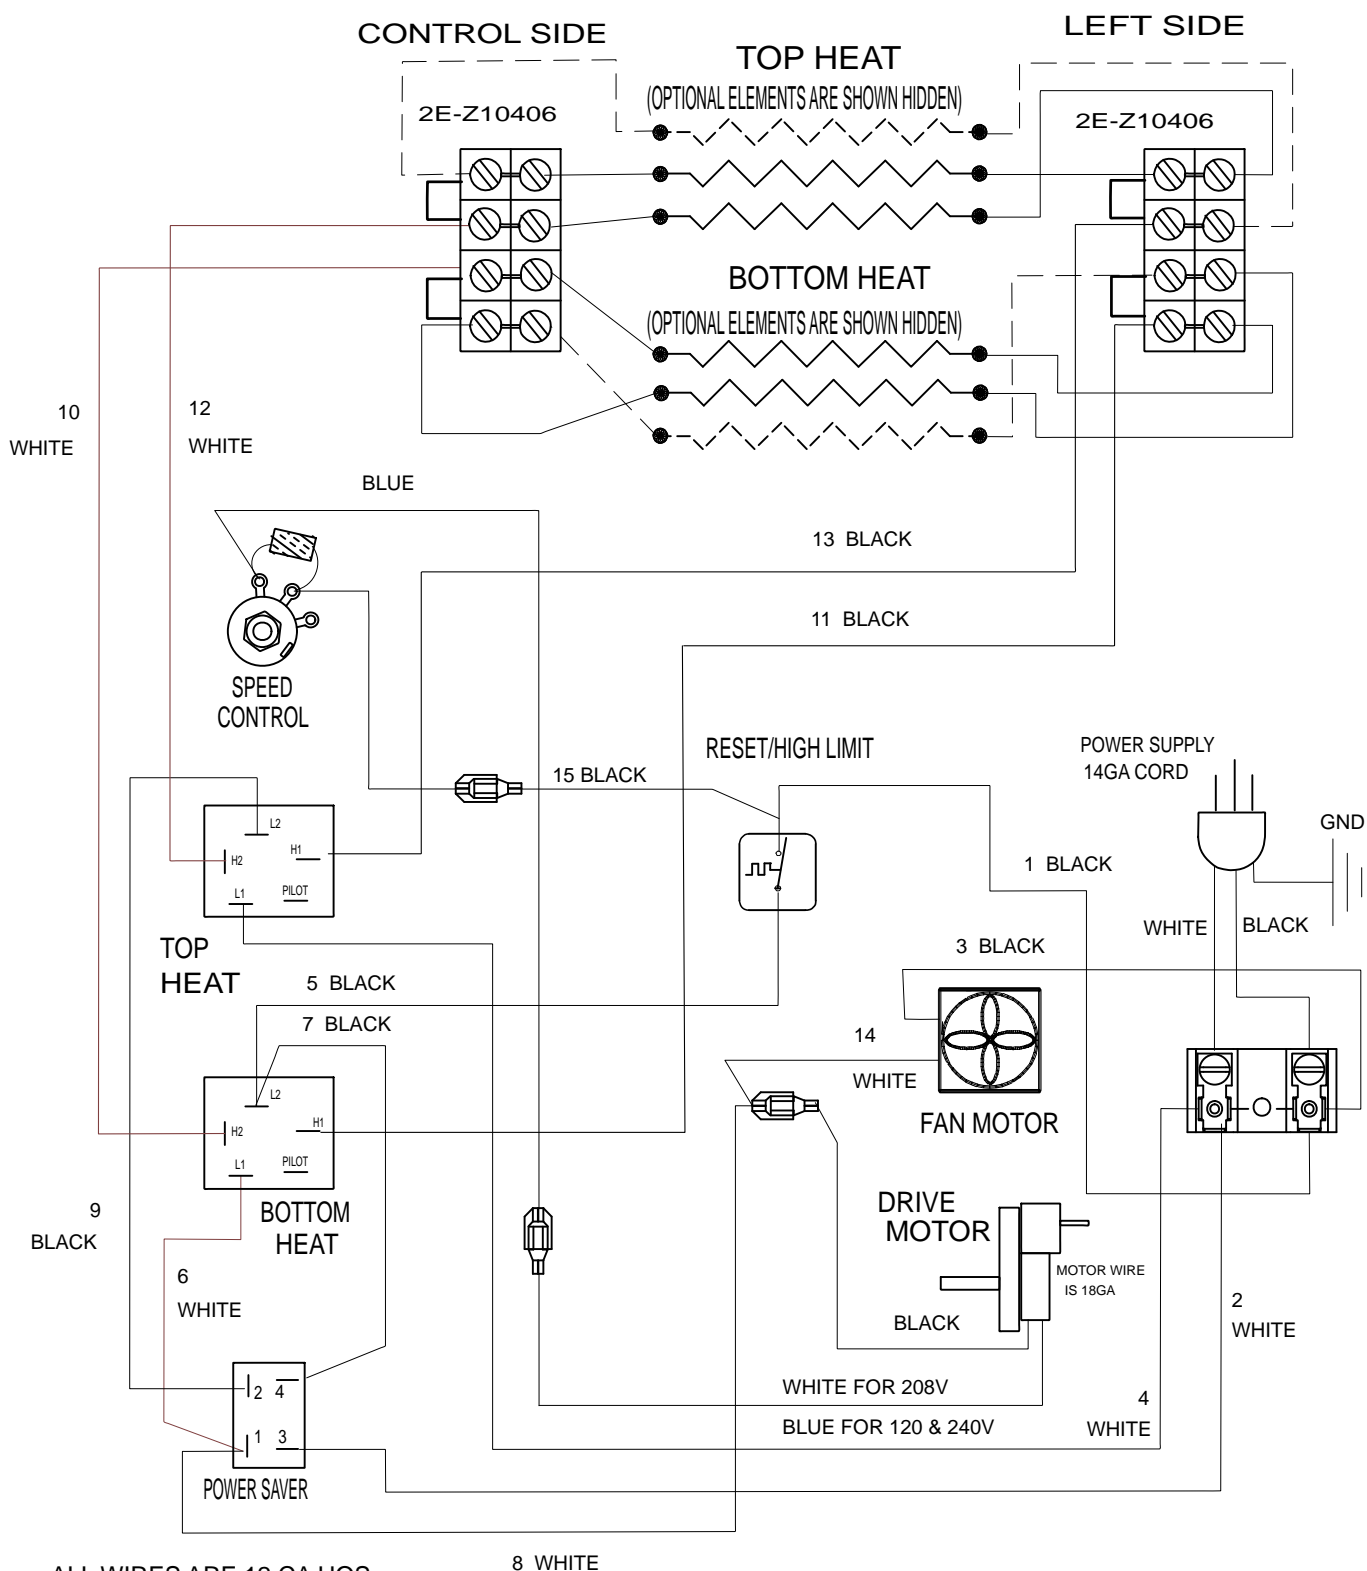 CONTROL SIDE
LEFT SIDE
TOP HEAT
(OPTIONAL ELEMENTS ARE SHOWN HIDDEN)
2E-Z10406
2E-Z10406
BOTTOM HEAT
(OPTIONAL ELEMENTS ARE SHOWN HIDDEN)
10
WHITE
12
WHITE
BLUE
13 BLACK
11 BLACK
SPEED
CONTROL
RESET/HIGH LIMIT
POWER SUPPLY
14GA CORD
15 BLACK
GND
L2
H2
H1
L1
PILOT
1 BLACK
WHITE
BLACK
TOP
HEAT
3 BLACK
5 BLACK
7 BLACK
14
WHITE
FAN MOTOR
L2
H2
H1
L1
PILOT
9
BLACK
BOTTOM
HEAT
DRIVE
MOTOR
MOTOR WIRE
IS 18GA
6
WHITE
BLACK
2
WHITE
2 4
1 3
WHITE FOR 208V
BLUE FOR 120 & 240V
4
WHITE
POWER SAVER
8 WHITE